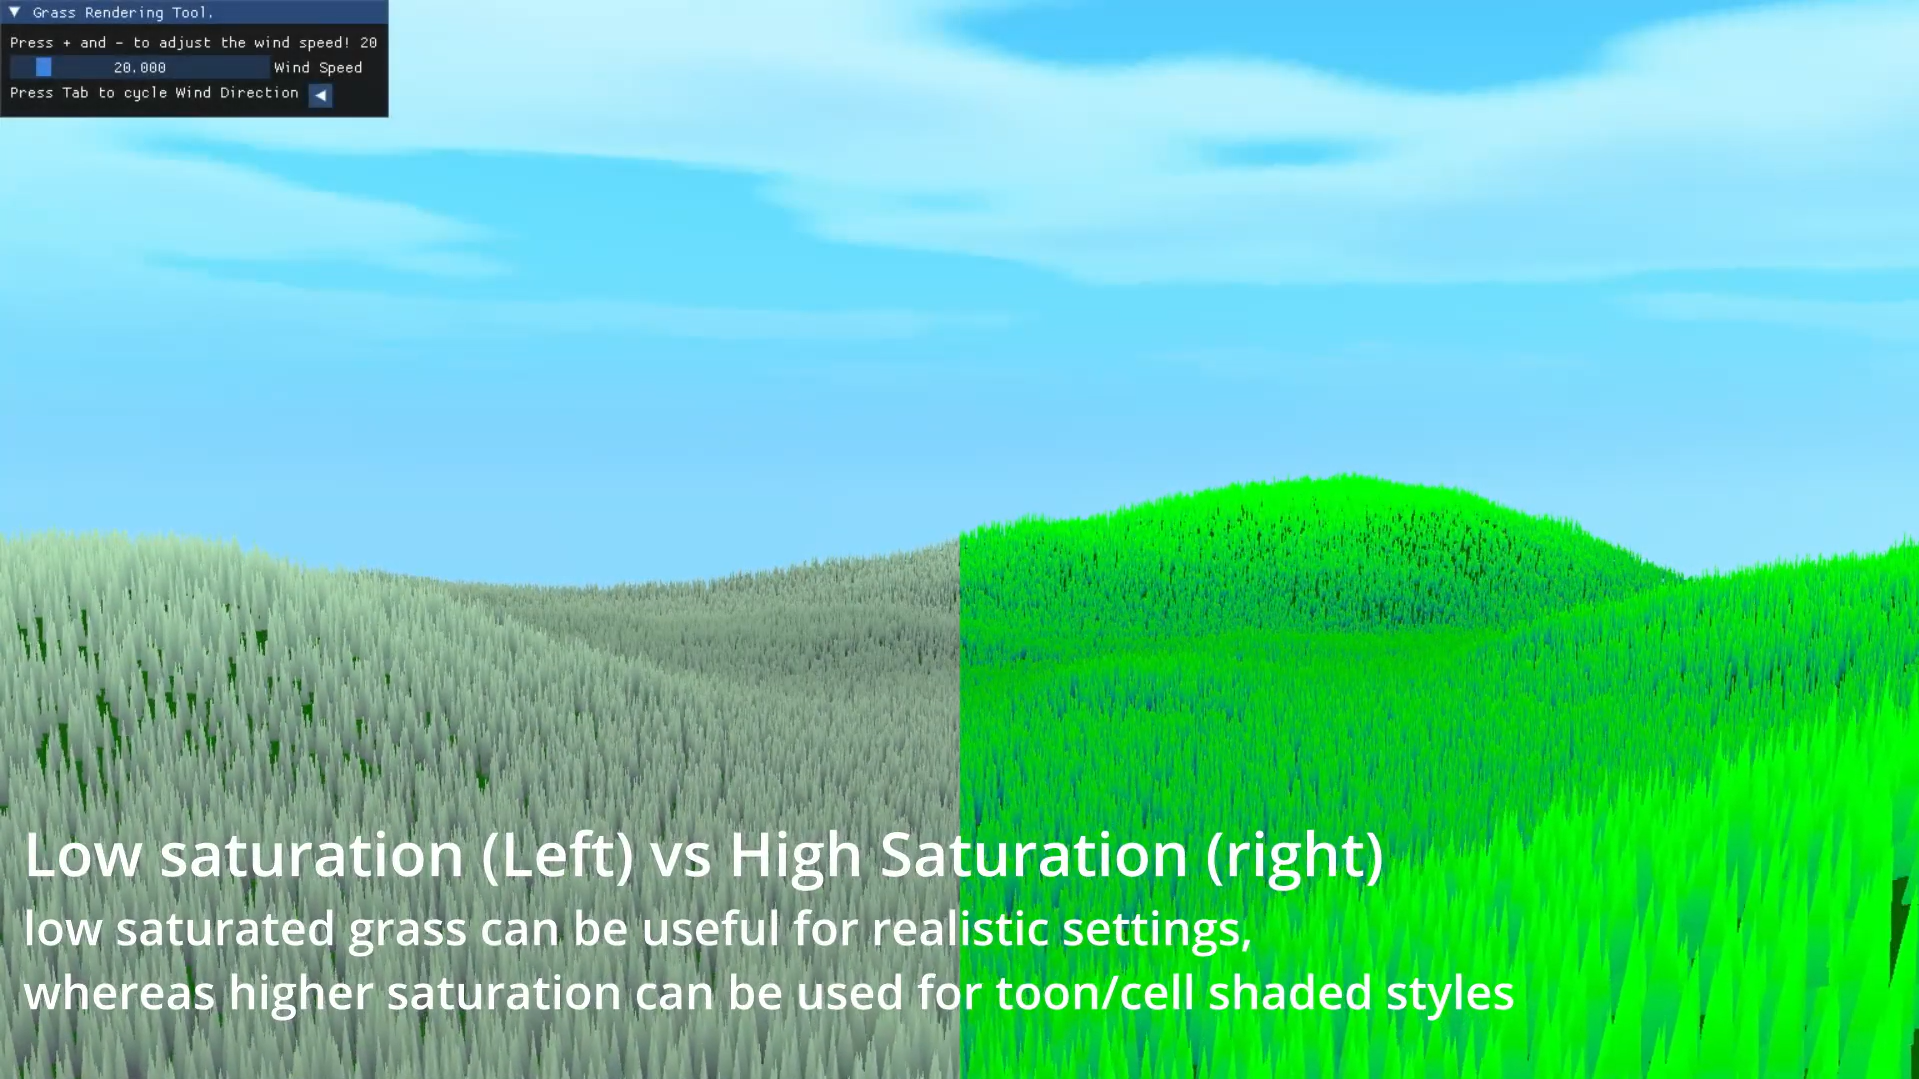 Grass Rendering Tool.
Press + and - to adjust the wind speed! 20
20.000 Wind Speed
Press Tab to cycle Wind Direction
Low saturation (Left) vs High Saturation (right)
low saturated grass can be useful for realistic settings,
whereas higher saturation can be used for toon/cell shaded styles